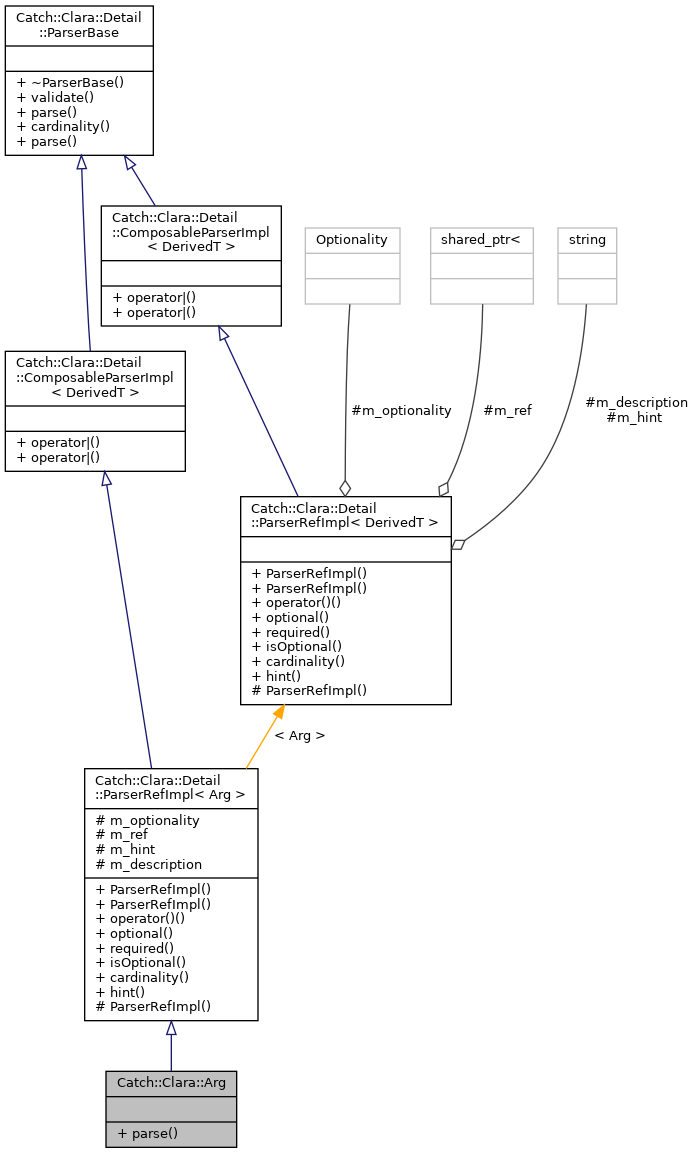 Catch::Clara::Detail
::ParserBase
+ ~ParserBase()
+ validate()
+ parse()
+ cardinality()
+ parse()
Catch::Clara::Detail
::ComposableParserImpl
< DerivedT >
+ operator|()
+ operator|()
Optionality
shared_ptr<
string
Catch::Clara::Detail
::ComposableParserImpl
< DerivedT >
+ operator|()
+ operator|()
#m_optionality
#m_ref
#m_description
#m_hint
Catch::Clara::Detail
::ParserRefImpl< DerivedT >
+ ParserRefImpl()
+ ParserRefImpl()
+ operator()()
+ optional()
+ required()
+ isOptional()
+ cardinality()
+ hint()
# ParserRefImpl()
< Arg >
Catch::Clara::Detail
::ParserRefImpl< Arg >
# m_optionality
# m_ref
# m_hint
# m_description
+ ParserRefImpl()
+ ParserRefImpl()
+ operator()()
+ optional()
+ required()
+ isOptional()
+ cardinality()
+ hint()
# ParserRefImpl()
Catch::Clara::Arg
+ parse()